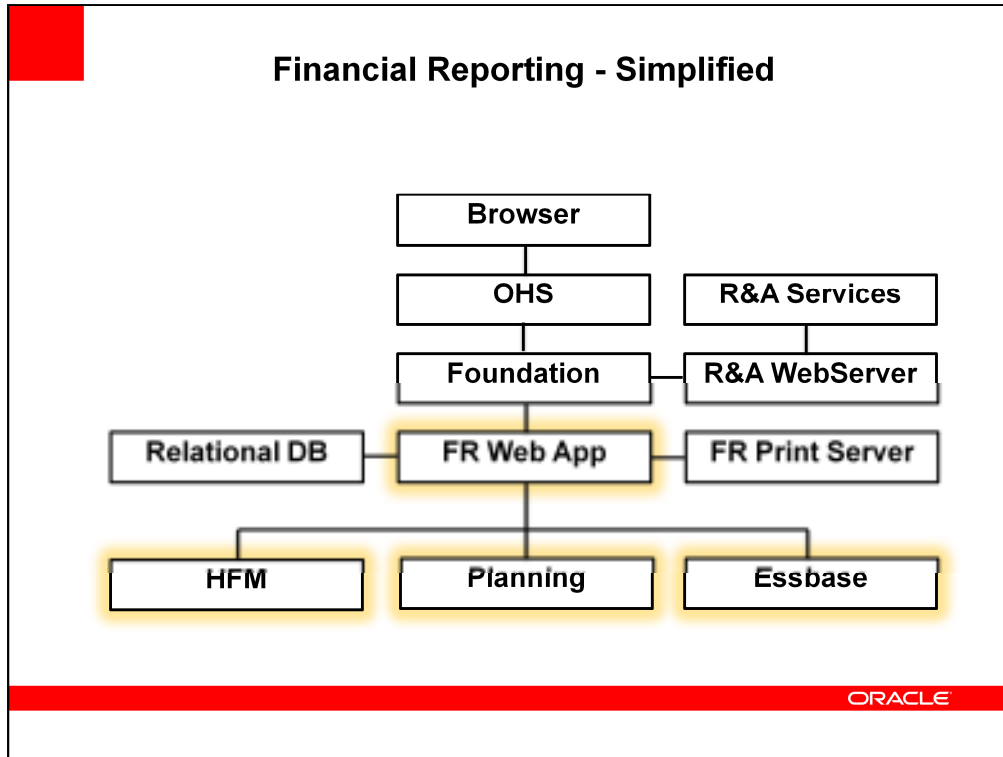 Financial Reporting - Simplified
Browser
OHS
R&A Services
Foundation
R&A WebServer
Relational DB
FR Web App
FR Print Server
HFM
Planning
Essbase
ORACLE